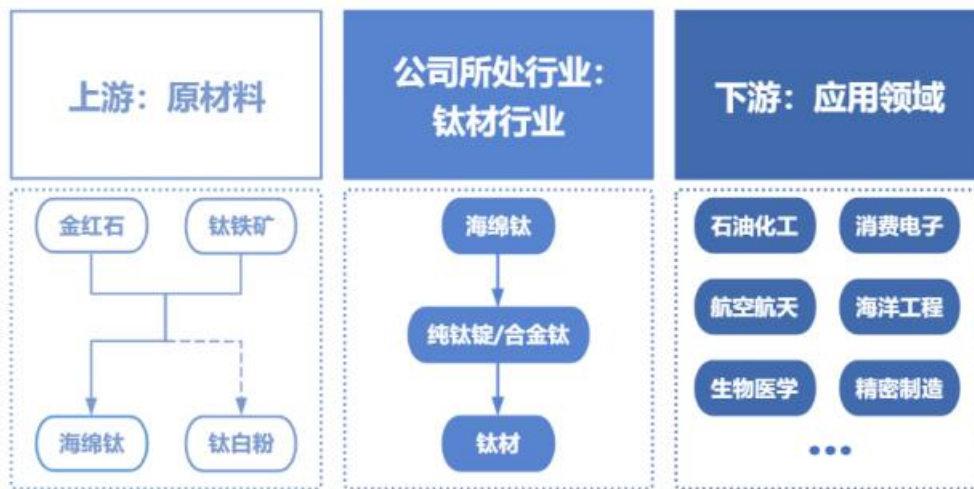 上游：原材料
公司所处行业：
钛材行业
下游：应用领域
金红石
钛铁矿
海绵钛
钛白粉
海绵钛
纯钛锭/合金钛
钛材
石油化工
消费电子
航空航天
海洋工程
生物医学
精密制造
•••